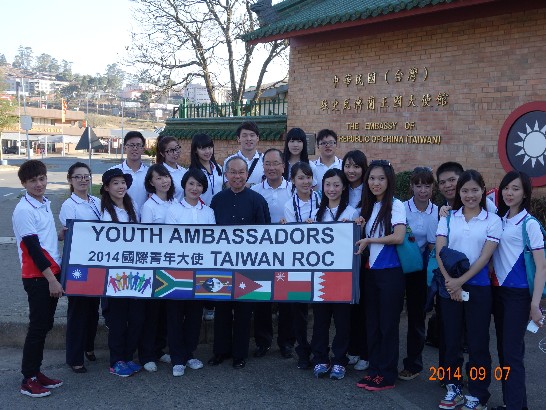 中華民國（台灣）
駐史瓦濟蘭王國大使館
THE EMBASSY OF
REPUBLIC OF CHINA (TAIWAN)
YOUTH AMBASSADORS
2014國際青年大使 TAIWAN ROC
2014 09 07